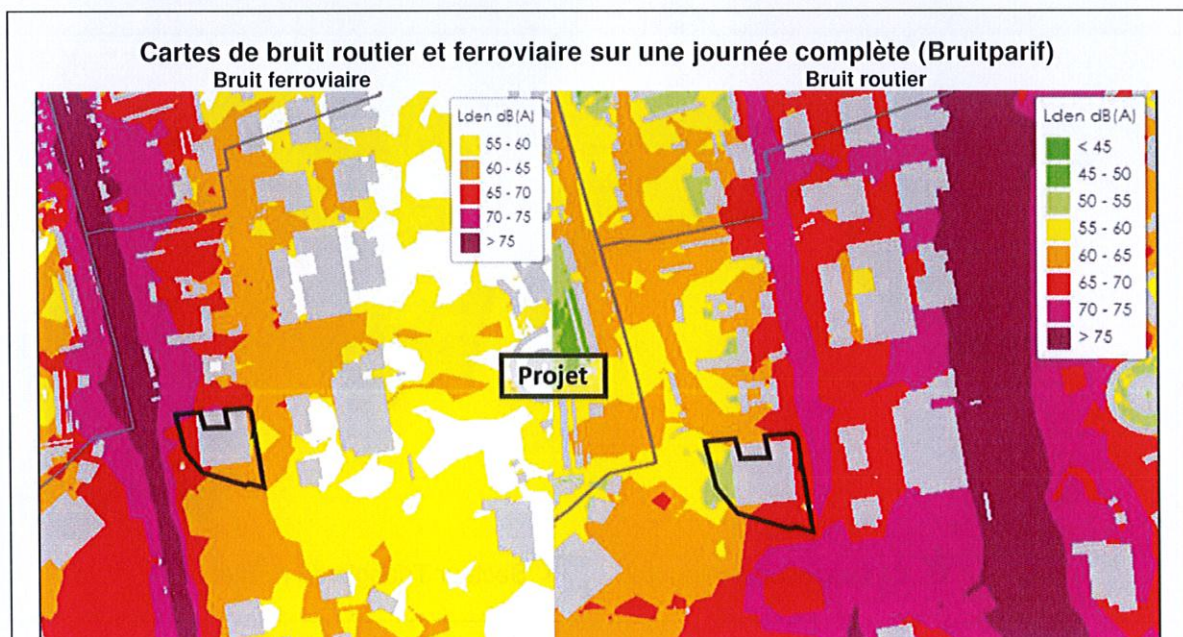 Cartes de bruit routier et ferroviaire sur une journée complète (Bruitparif)
Bruit ferroviaire
Bruit routier
Lden dB(A)
55 - 60
60 - 65
65 - 70
70 - 75
> 75
Lden dB(A)
< 45
45 - 50
50 - 55
55 - 60
60 - 65
65 - 70
70 - 75
> 75
Projet